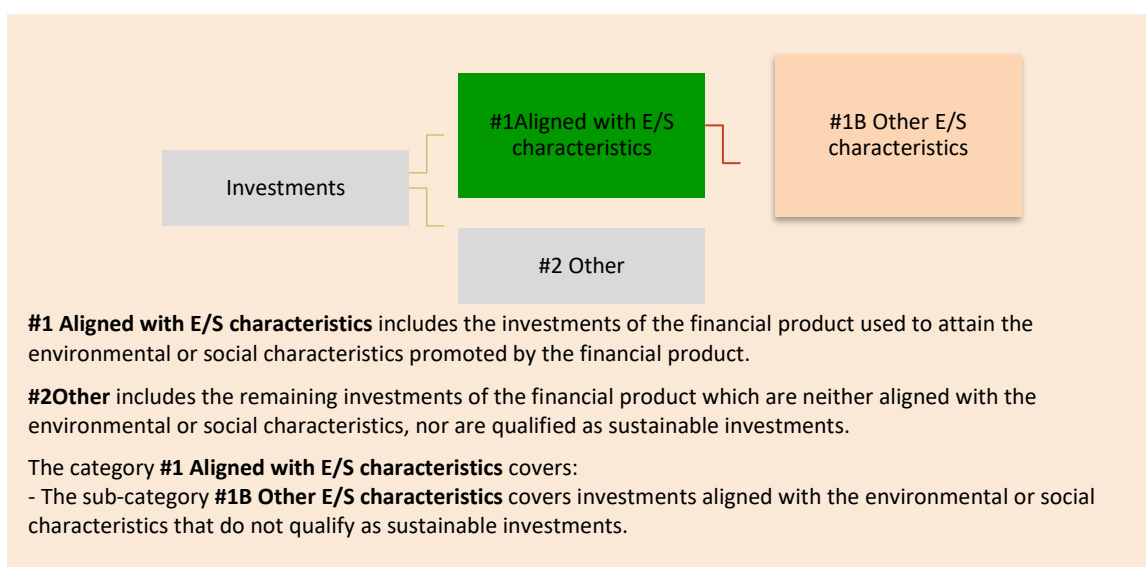 #1Aligned with E/S
characteristics
#1B Other E/S
characteristics
Investments
#2 Other
#1 Aligned with E/S characteristics includes the investments of the financial product used to attain the
environmental or social characteristics promoted by the financial product.
#2Other includes the remaining investments of the financial product which are neither aligned with the
environmental or social characteristics, nor are qualified as sustainable investments.
The category #1 Aligned with E/S characteristics covers:
- The sub-category #1B Other E/S characteristics covers investments aligned with the environmental or social
characteristics that do not qualify as sustainable investments.